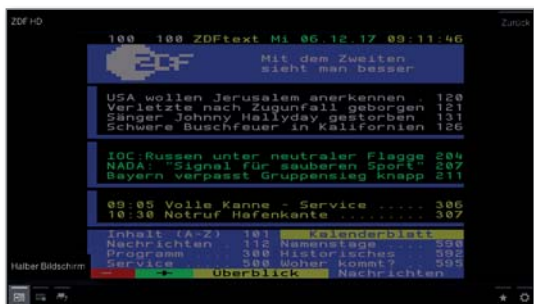 ZDF HD
Zurück
100 100 ZDFtext Mi 06.12.17 09:11:46
ZDF
Mit dem Zweiten
sieht man besser
USA wollen Jerusalem anerkennen . 120
Verletzte nach Zugunfall geborgen 121
Sänger Johnny Hallyday gestorben . 131
Schwere Buschfeuer in Kalifornien 126
IOC:Russen unter neutraler Flagge 204
NADA: "Signal für sauberen Sport" 207
Bayern verpasst Gruppensieg knapp 211
09:05 Volle Kanne - Service ..... 306
10:30 Notruf Hafenkante ......... 307
Inhalt (A-Z) 101 Kalenderblatt
Nachrichten . 112 Namenstage ... 590
Programm 300 Historisches 592
Service ..... 500 Woher kommt? 595
Halber Bildschirm
- + Überblick Nachrichten